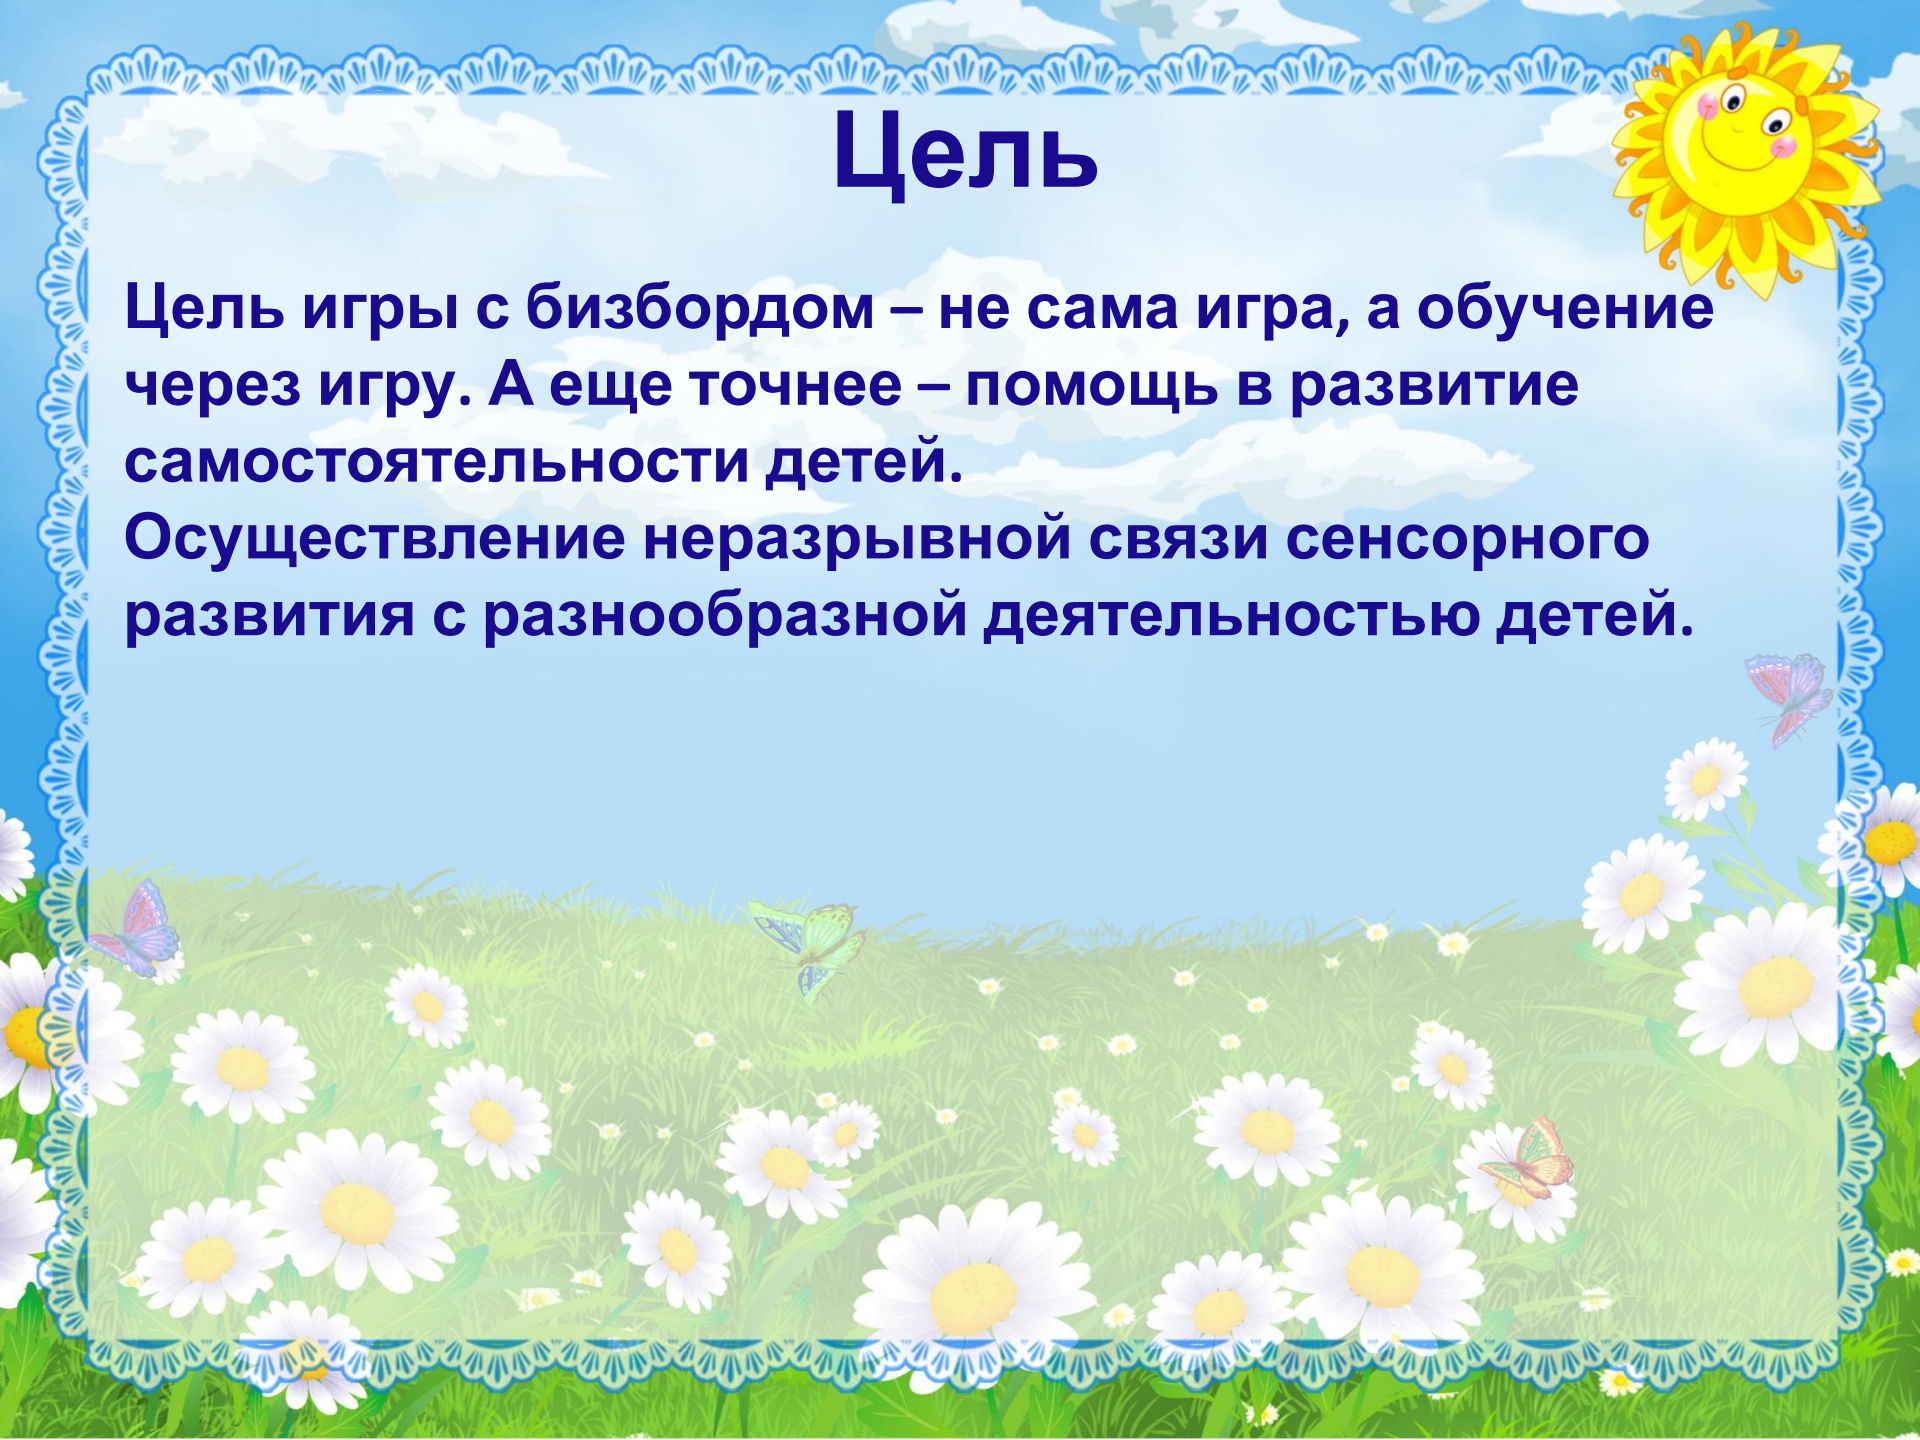 Цель
Цель игры с бизбордом – не сама игра, а обучение
через игру. А еще точнее – помощь в развитие
самостоятельности детей.
Осуществление неразрывной связи сенсорного
развития с разнообразной деятельностью детей.